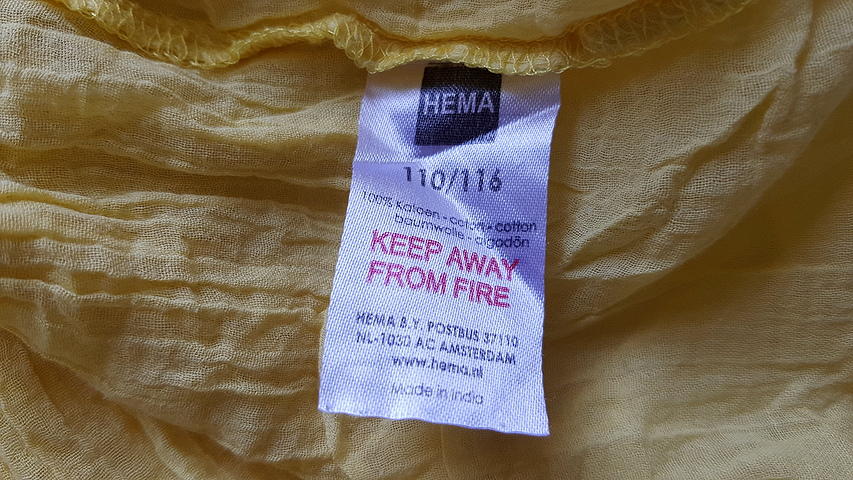 HEMA
110/116
100% Katoen - coton - cotton
baumwolle - algodón
KEEP AWAY
FROM FIRE
HEMA B.V. POSTBUS 37110
NL-1030 AC AMSTERDAM
www.hema.nl
Made in India